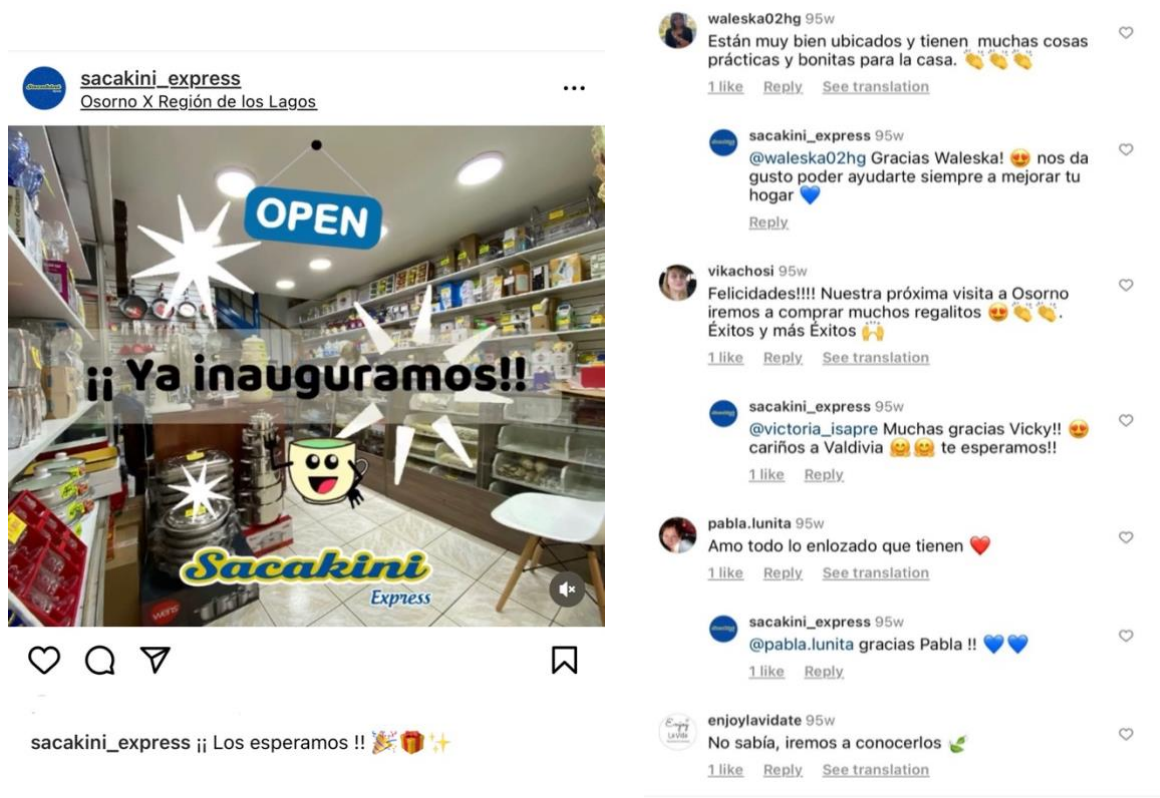 sacakini_express
Osorno X Región de los Lagos
OPEN
¡¡ Ya inauguramos!!
Sacakini
Express
sacakini_express ¡¡ Los esperamos !! 🎉🎁✨
waleska02hg 95w
Están muy bien ubicados y tienen muchas cosas
prácticas y bonitas para la casa. 👏👏👏
1 like Reply See translation
sacakini_express 95w
@waleska02hg Gracias Waleska! 😍 nos da
gusto poder ayudarte siempre a mejorar tu
hogar 💙
Reply
vikachosi 95w
Felicidades!!!! Nuestra próxima visita a Osorno
iremos a comprar muchos regalitos 😍👏👏.
Éxitos y más Éxitos 🙌
1 like Reply See translation
sacakini_express 95w
@victoria_isapre Muchas gracias Vicky!! 😍
cariños a Valdivia 🤗🤗 te esperamos!!
1 like Reply
pabla.lunita 95w
Amo todo lo enlozado que tienen ❤️
1 like Reply See translation
sacakini_express 95w
@pabla.lunita gracias Pabla !! 💙💙
1 like Reply
enjoylavidate 95w
No sabía, iremos a conocerlos 🌿
1 like Reply See translation